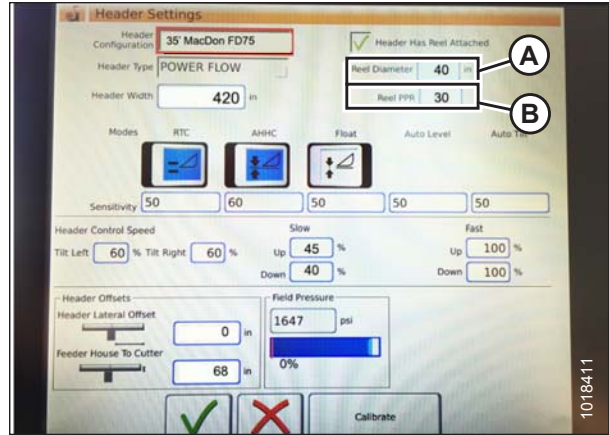 Header Settings
Header Configuration 35' MacDon FD75 Header Has Reel Attached
Header Type POWER FLOW Reel Diameter 40 in A
Header Width 420 in Reel PPR 30 B
Modes RTC AHHC Float Auto Level Auto
Sensitivity 50 60 50 50 50
Header Control Speed Slow Fast
Tilt Left 60 % Tilt Right 60 % Up 45 % Up 100 %
Down 40 % Down 100 %
Header Offsets Field Pressure
Header Lateral Offset 0 in 1647 psi
Feeder House To Cutter 68 in 0%
Calibrate
1018411